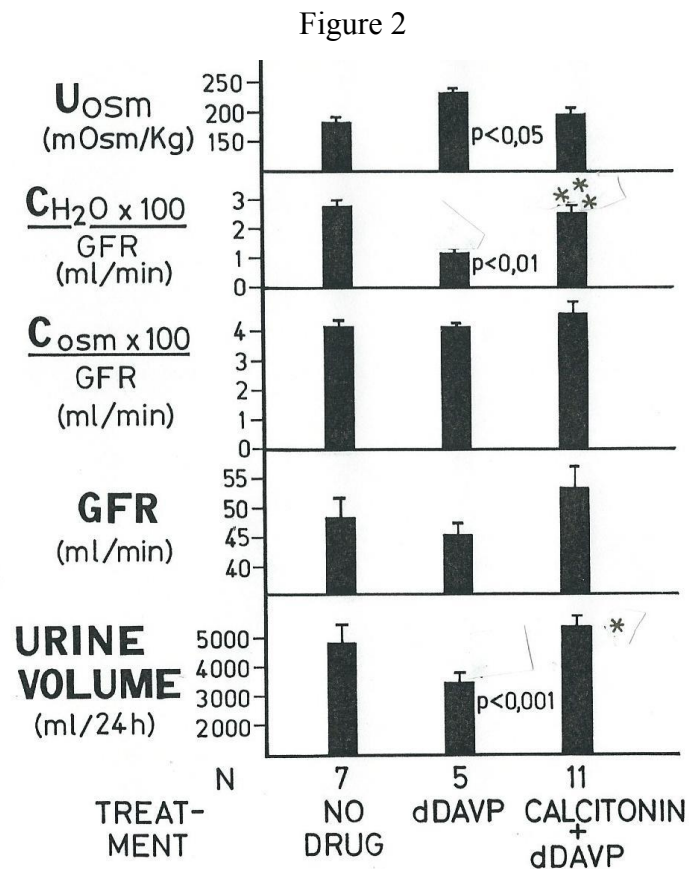 Figure 2
UOSM
(mOsm/Kg)
250
200
150
p<0,05
CH2O x 100
GFR
(ml/min)
3
2
1
0
p<0,01
* * *
Cosm x 100
GFR
(ml/min)
4
3
2
1
0
GFR
(ml/min)
55
50
45
40
URINE
VOLUME
(ml/24h)
5000
4000
3000
2000
p<0,001
*
N 7 5 11
TREAT-
MENT
NO
DRUG
dDAVP
CALCITONIN
+
dDAVP